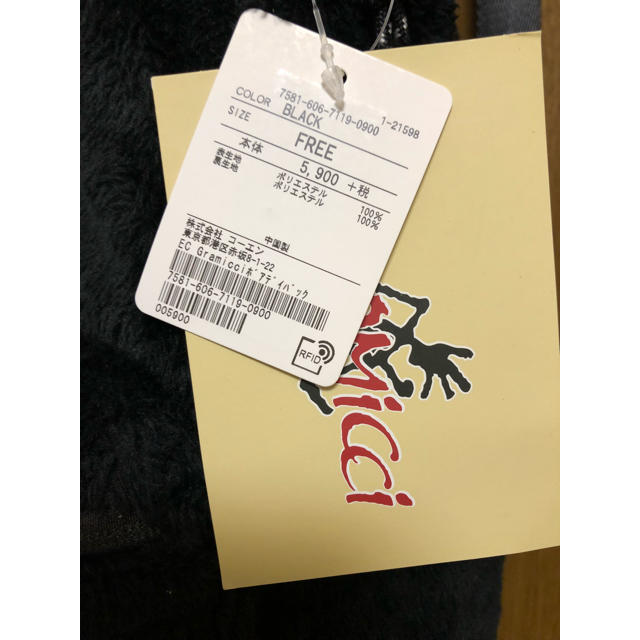 7581-606-7119-0900
COLOR BLACK 1-21598
SIZE FREE
本体 5,900 +税
表生地 ポリエステル 100%
裏生地 ポリエステル 100%
中国製
株式会社 コーエン
東京都港区赤坂8-1-22
EC Gramicciボアデイバック
7581-606-7119-0900
005900
RFID
aMicci